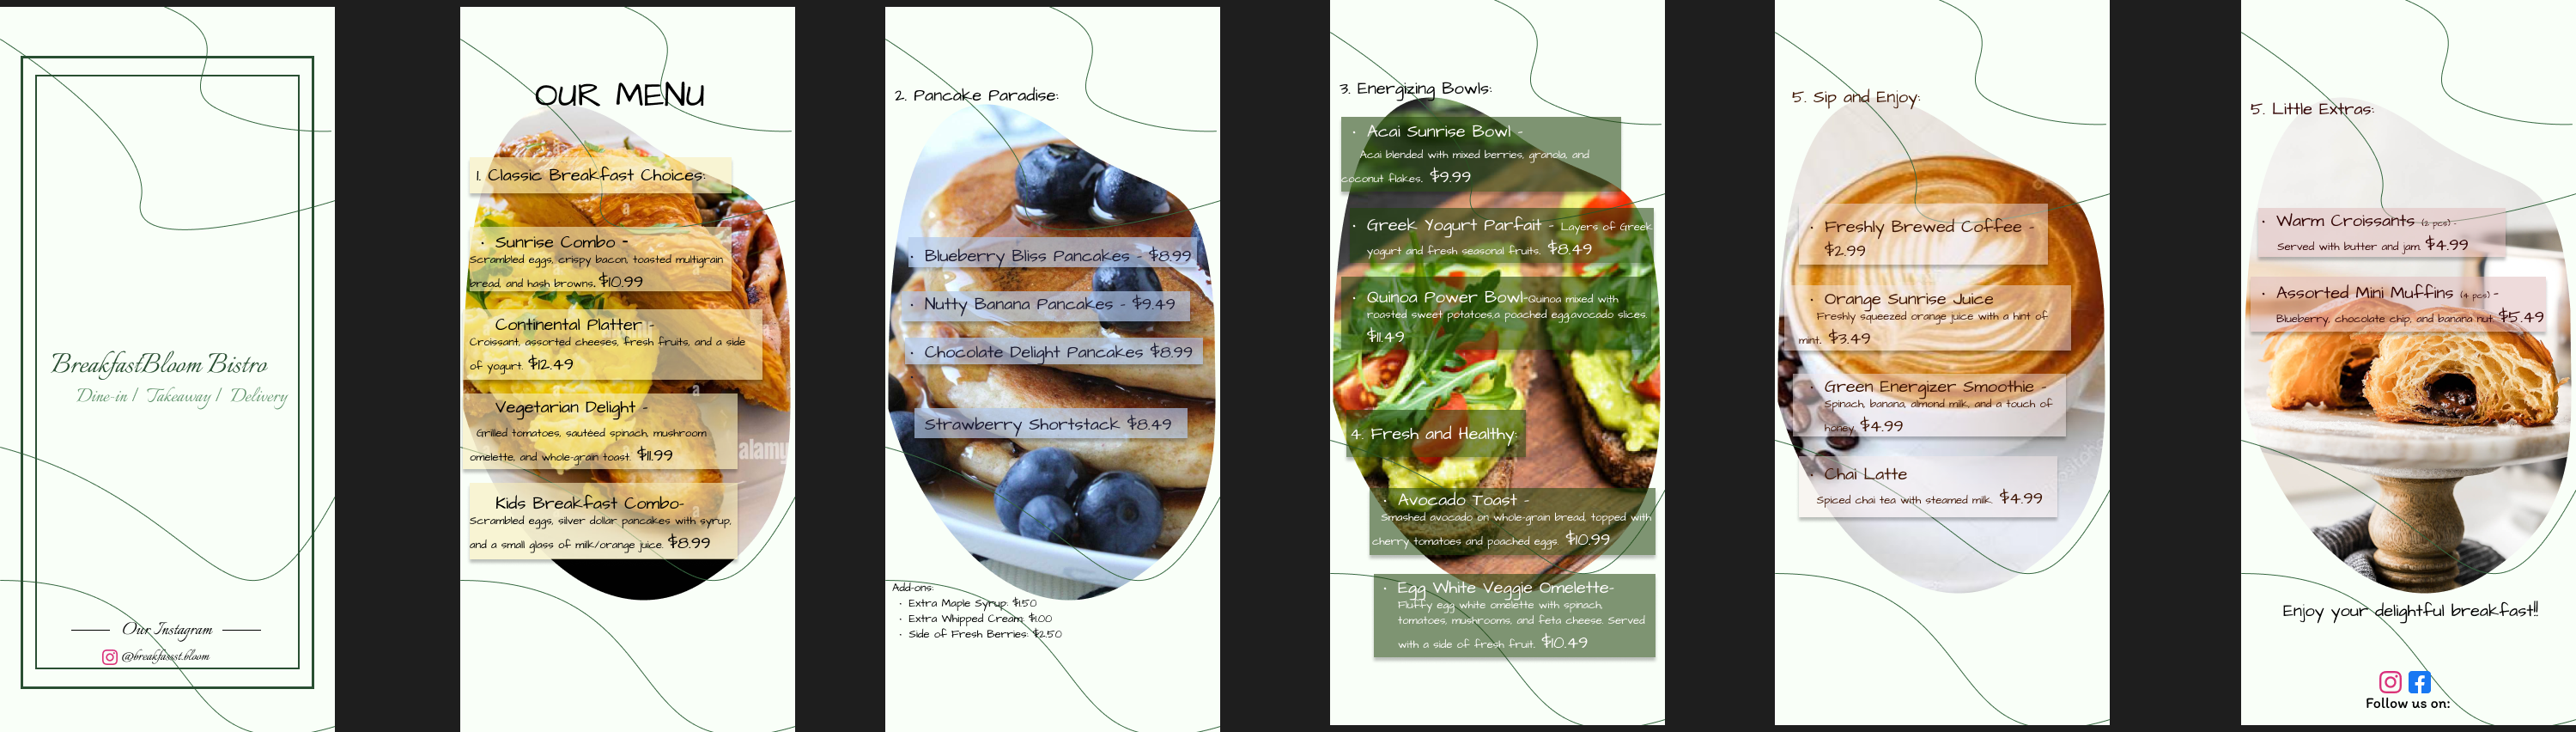 BreakfastBloom Bistro
Dine-in / Takeaway / Delivery
Our Instagram
@breakfassst.bloom
OUR MENU
1. Classic Breakfast Choices:
• Sunrise Combo -
Scrambled eggs, crispy bacon, toasted multigrain
bread, and hash browns. $10.99
Continental Platter -
Croissant, assorted cheeses, fresh fruits, and a side
of yogurt. $12.49
Vegetarian Delight -
Grilled tomatoes, sautéed spinach, mushroom
omelette, and whole-grain toast. $11.99
Kids Breakfast Combo-
Scrambled eggs, silver dollar pancakes with syrup,
and a small glass of milk/orange juice. $8.99
alamy
2. Pancake Paradise:
• Blueberry Bliss Pancakes - $8.99
• Nutty Banana Pancakes - $9.49
• Chocolate Delight Pancakes $8.99
•
Strawberry Shortstack $8.49
Add-ons:
• Extra Maple Syrup: $1.50
• Extra Whipped Cream: $1.00
• Side of Fresh Berries: $2.50
3. Energizing Bowls:
• Acai Sunrise Bowl -
Acai blended with mixed berries, granola, and
coconut flakes. $9.99
• Greek Yogurt Parfait - Layers of Greek
yogurt and fresh seasonal fruits. $8.49
• Quinoa Power Bowl-Quinoa mixed with
roasted sweet potatoes,a poached egg,avocado slices.
$11.49
4. Fresh and Healthy:
• Avocado Toast -
Smashed avocado on whole-grain bread, topped with
cherry tomatoes and poached eggs. $10.99
• Egg White Veggie Omelette-
Fluffy egg white omelette with spinach,
tomatoes, mushrooms, and feta cheese. Served
with a side of fresh fruit. $10.49
5. Sip and Enjoy:
• Freshly Brewed Coffee -
$2.99
• Orange Sunrise Juice
Freshly squeezed orange juice with a hint of
mint. $3.49
• Green Energizer Smoothie -
Spinach, banana, almond milk, and a touch of
honey. $4.99
• Chai Latte
Spiced chai tea with steamed milk. $4.99
5. Little Extras:
• Warm Croissants (2 pcs) -
Served with butter and jam. $4.99
• Assorted Mini Muffins (4 pcs) -
Blueberry, chocolate chip, and banana nut. $5.49
Enjoy your delightful breakfast!!
Follow us on: